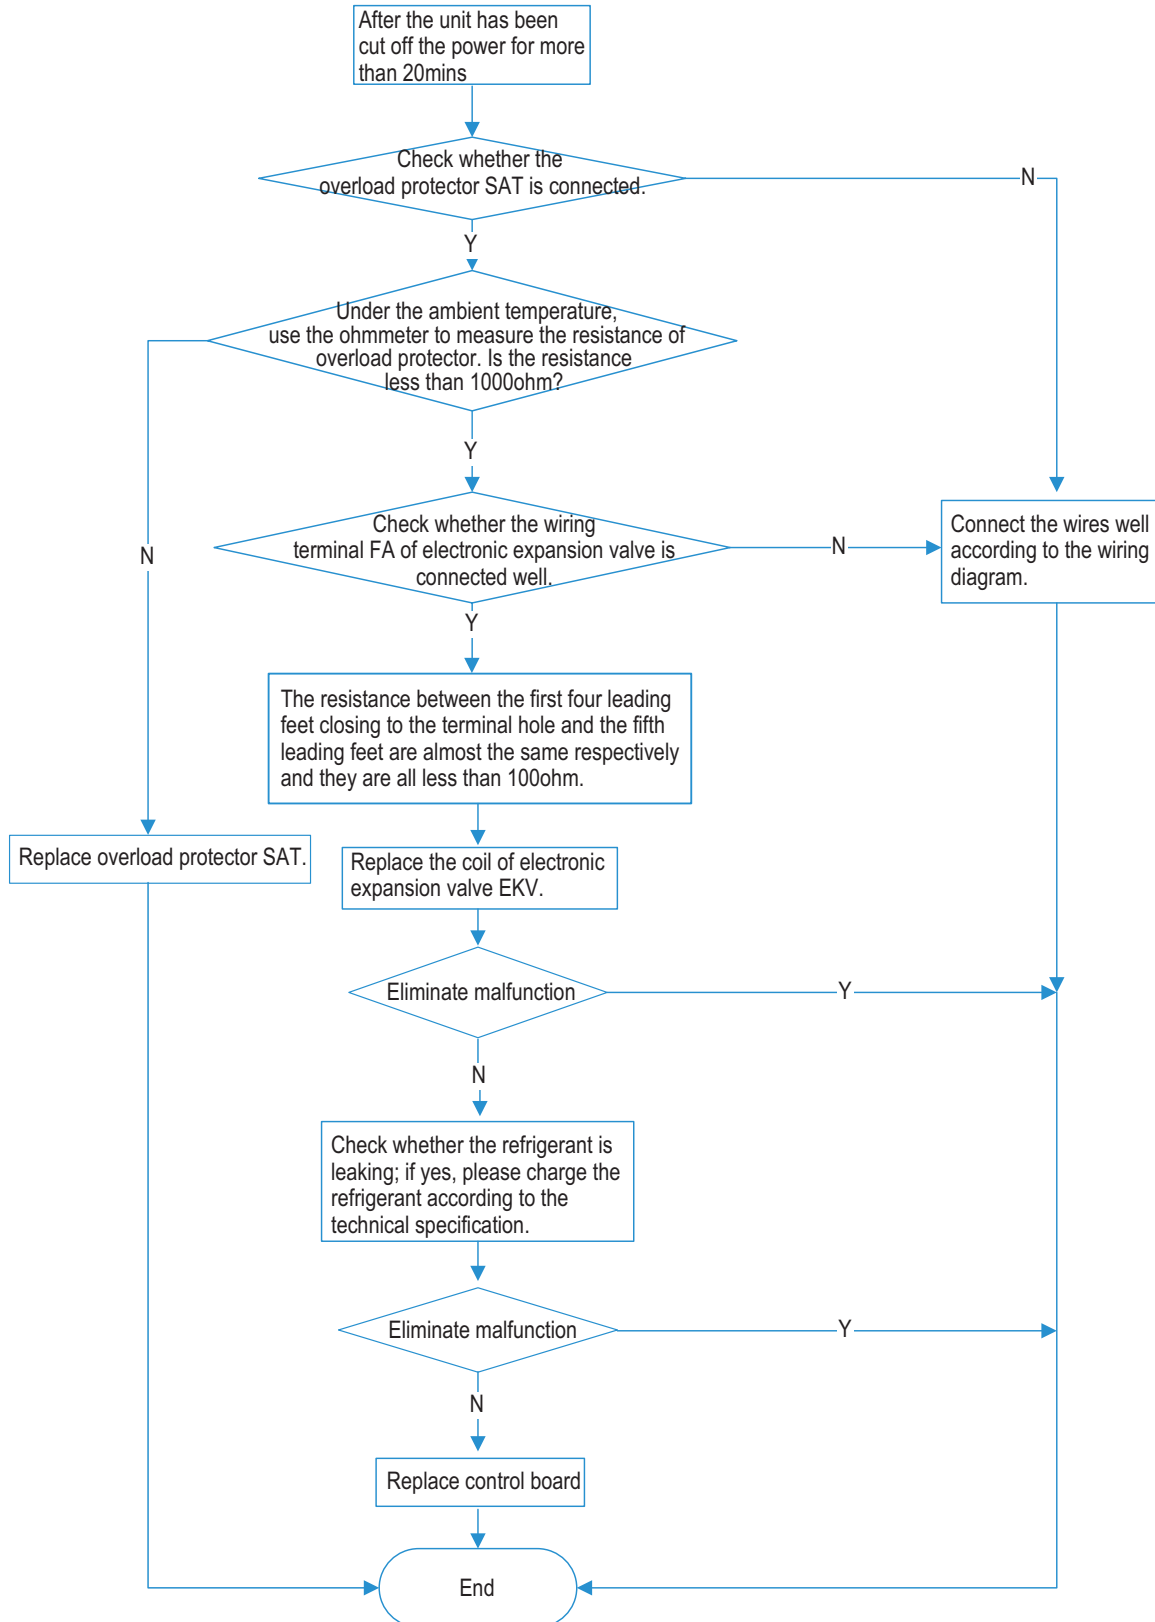 After the unit has been
cut off the power for more
than 20mins
Check whether the
overload protector SAT is connected.
N
Y
Under the ambient temperature,
use the ohmmeter to measure the resistance of
overload protector. Is the resistance
less than 1000ohm?
Y
N
Check whether the wiring
terminal FA of electronic expansion valve is
connected well.
N
Connect the wires well
according to the wiring
diagram.
Y
The resistance between the first four leading
feet closing to the terminal hole and the fifth
leading feet are almost the same respectively
and they are all less than 100ohm.
Replace overload protector SAT.
Replace the coil of electronic
expansion valve EKV.
Eliminate malfunction
Y
N
Check whether the refrigerant is
leaking; if yes, please charge the
refrigerant according to the
technical specification.
Eliminate malfunction
Y
N
Replace control board
End